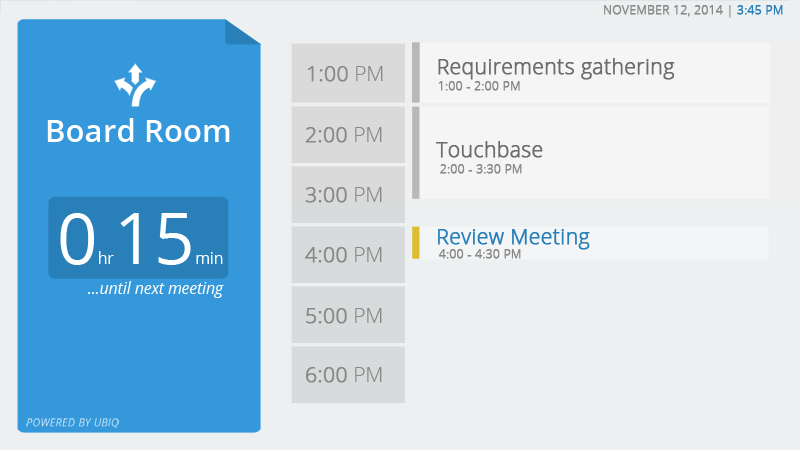 NOVEMBER 12, 2014 | 3:45 PM
Board Room
0 hr 15 min
...until next meeting
POWERED BY UBIQ
1:00 PM
2:00 PM
3:00 PM
4:00 PM
5:00 PM
6:00 PM
Requirements gathering
1:00 - 2:00 PM
Touchbase
2:00 - 3:30 PM
Review Meeting
4:00 - 4:30 PM